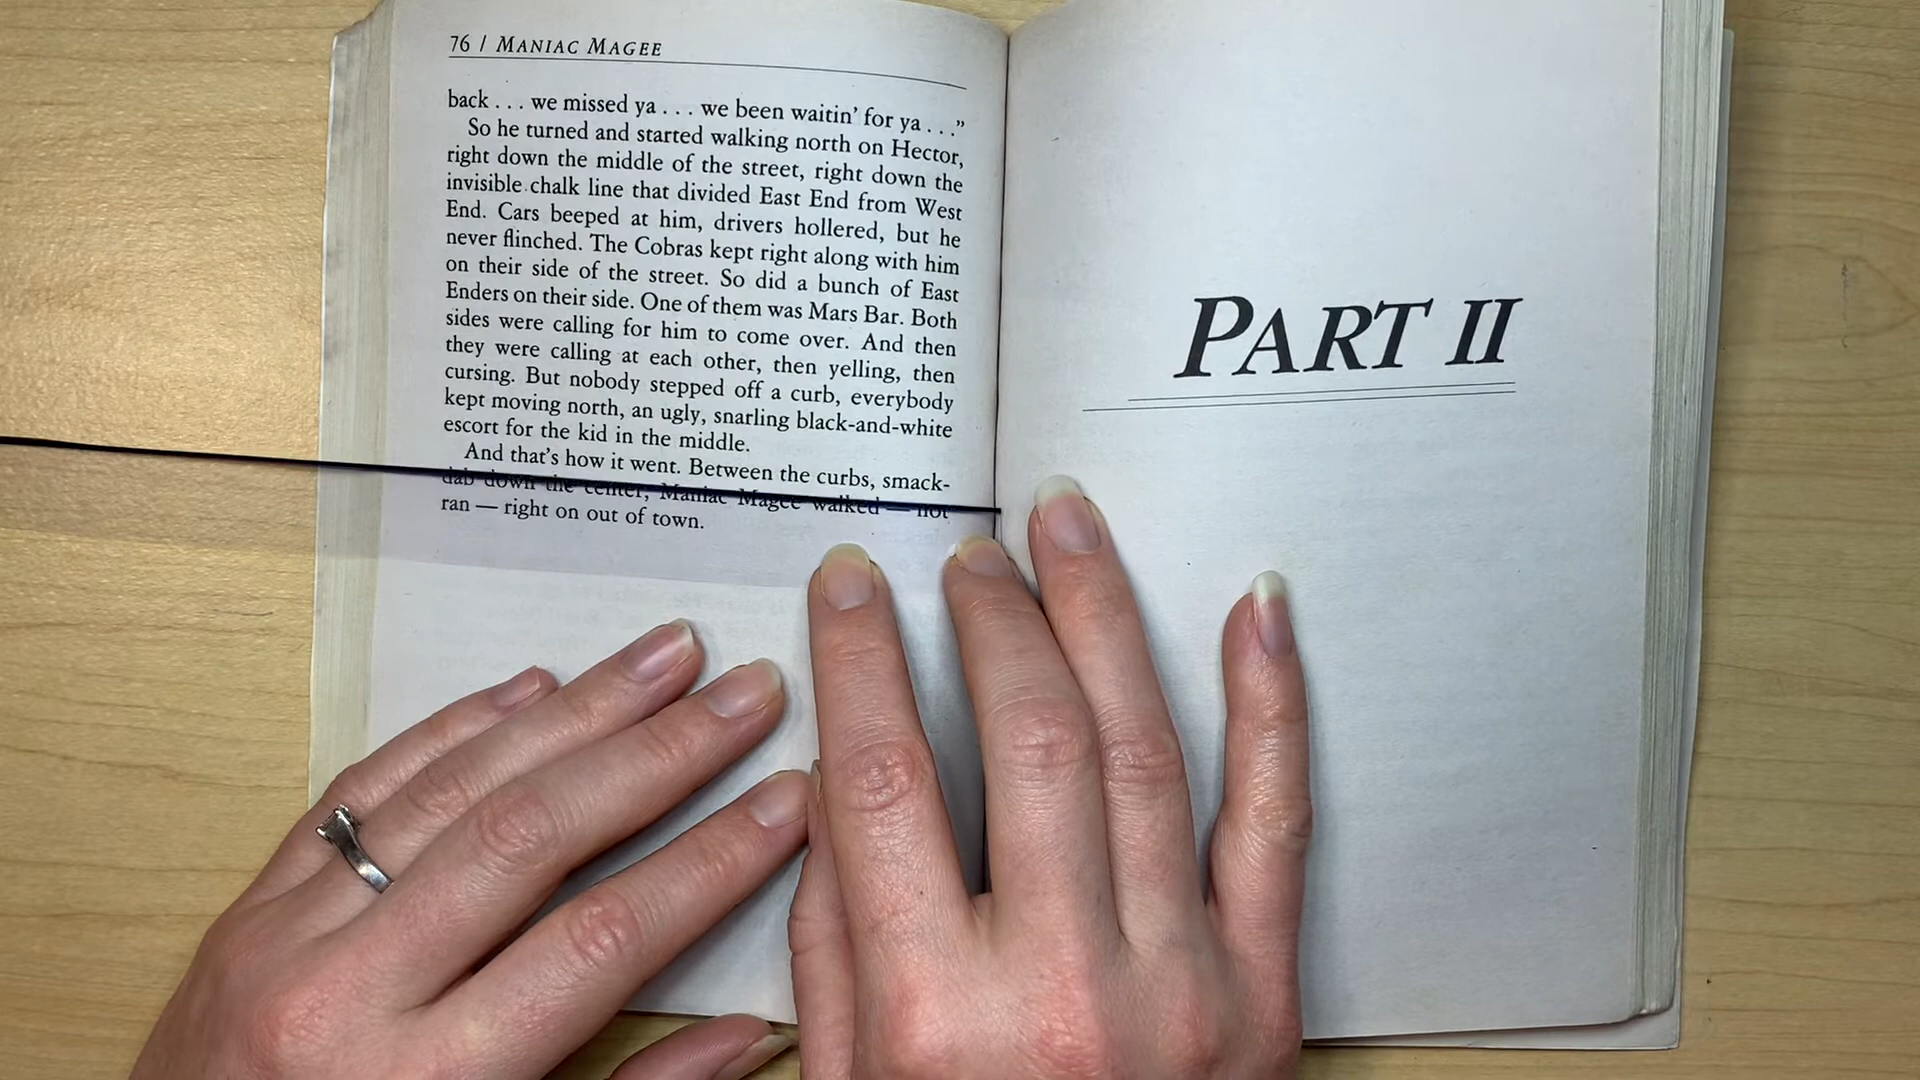 76 / MANIAC MAGEE
back . . . we missed ya . . . we been waitin’ for ya . . .”
So he turned and started walking north on Hector,
right down the middle of the street, right down the
invisible chalk line that divided East End from West
End. Cars beeped at him, drivers hollered, but he
never flinched. The Cobras kept right along with him
on their side of the street. So did a bunch of East
Enders on their side. One of them was Mars Bar. Both
sides were calling for him to come over. And then
they were calling at each other, then yelling, then
cursing. But nobody stepped off a curb, everybody
kept moving north, an ugly, snarling black-and-white
escort for the kid in the middle.
And that’s how it went. Between the curbs, smack-
dab down the center, Maniac Magee walked — not
ran — right on out of town.
PART II